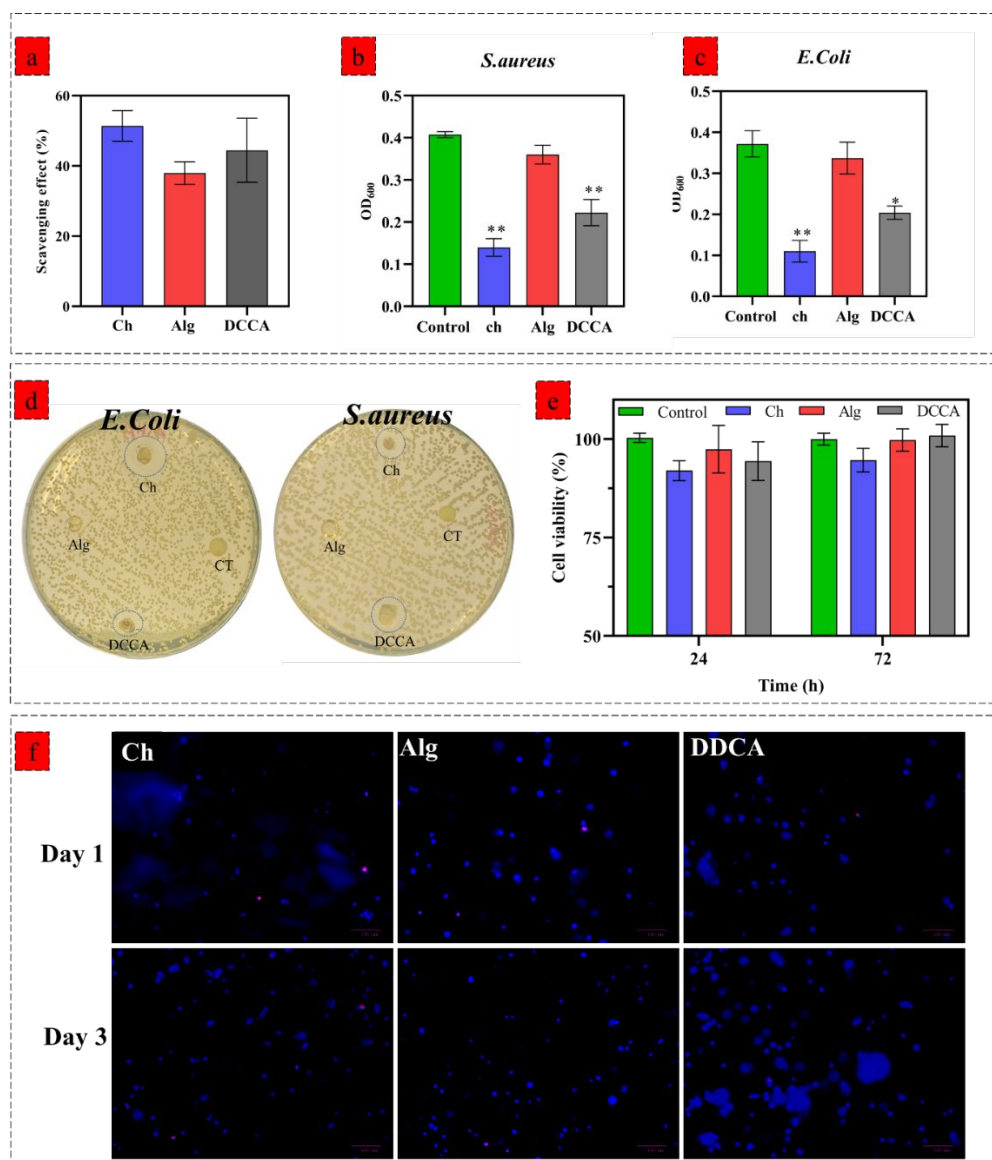 a
Scavenging effect (%)
60
40
20
0
Ch Alg DCCA
b
S.aureus
OD600
0.5
0.4
0.3
0.2
0.1
0.0
**
**
Control ch Alg DCCA
c
E.Coli
OD600
0.5
0.4
0.3
0.2
0.1
0.0
**
*
Control ch Alg DCCA
d
E.Coli
Ch
Alg
CT
DCCA
S.aureus
Ch
Alg
CT
DCCA
e
Control Ch Alg DCCA
Cell viability (%)
100
75
50
24 72
Time (h)
f
Ch Alg DDCA
Day 1
Day 3